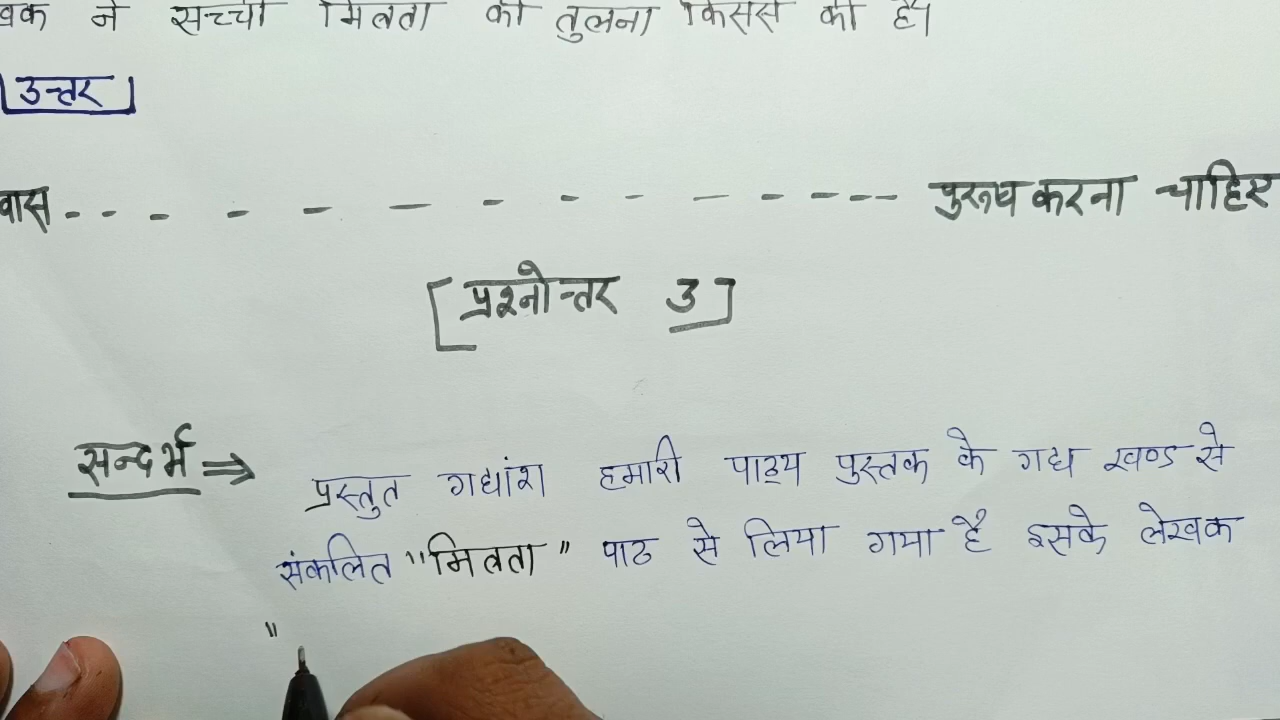 ने सच्ची मित्रता की तुलना किससे की है।
उत्तर
वास - - - - - - - - - - - - - - पुरूष करना चाहिए
[प्रश्नोत्तर 3]
सन्दर्भ ⇒ प्रस्तुत गद्यांश हमारी पाठ्य पुस्तक के गद्य खण्ड से
संकलित "मित्रता" पाठ से लिया गया है इसके लेखक
"